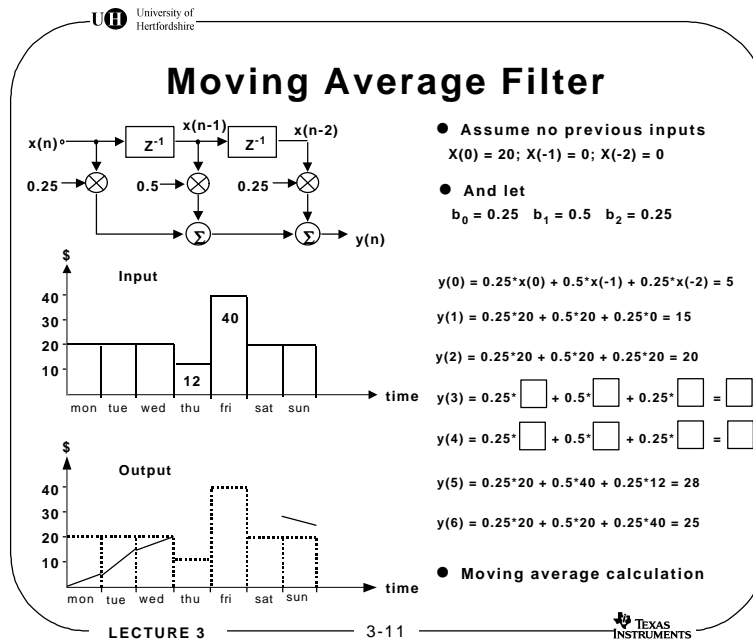 UH University of
Hertfordshire
Moving Average Filter
x(n) Z⁻¹ x(n-1) Z⁻¹ x(n-2)
0.25 0.5 0.25
Σ Σ y(n)
$
Input
40
30
20
10
40
12
time
mon tue wed thu fri sat sun
$
Output
40
30
20
10
time
mon tue wed thu fri sat sun
● Assume no previous inputs
X(0) = 20; X(-1) = 0; X(-2) = 0
● And let
b₀ = 0.25 b₁ = 0.5 b₂ = 0.25
y(0) = 0.25*x(0) + 0.5*x(-1) + 0.25*x(-2) = 5
y(1) = 0.25*20 + 0.5*20 + 0.25*0 = 15
y(2) = 0.25*20 + 0.5*20 + 0.25*20 = 20
y(3) = 0.25* + 0.5* + 0.25* =
y(4) = 0.25* + 0.5* + 0.25* =
y(5) = 0.25*20 + 0.5*40 + 0.25*12 = 28
y(6) = 0.25*20 + 0.5*20 + 0.25*40 = 25
● Moving average calculation
LECTURE 3 3-11 TEXAS
INSTRUMENTS